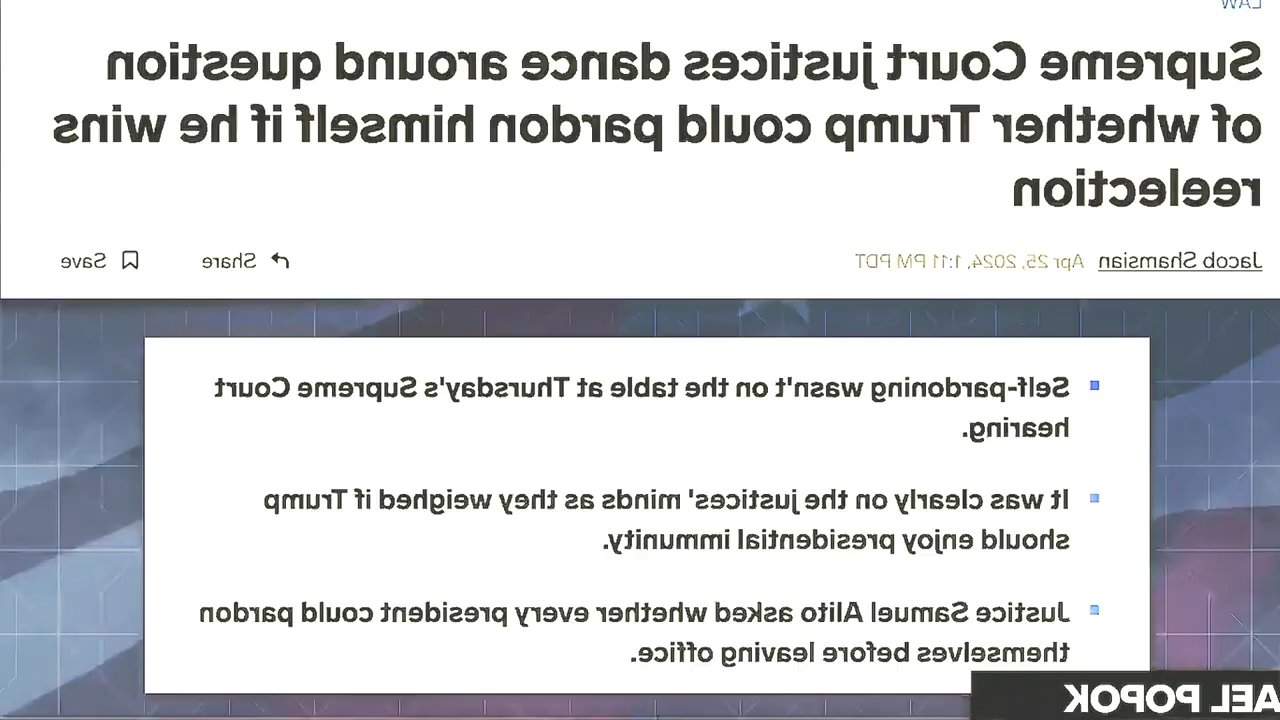 LAW
Supreme Court justices dance around question
of whether Trump could pardon himself if he wins
reelection
Jacob Shamsian Apr 25, 2024, 1:11 PM PDT Share Save
Self-pardoning wasn't on the table at Thursday's Supreme Court
hearing.
It was clearly on the justices' minds as they weighed if Trump
should enjoy presidential immunity.
Justice Samuel Alito asked whether every president could pardon
themselves before leaving office.
AEL POPOK